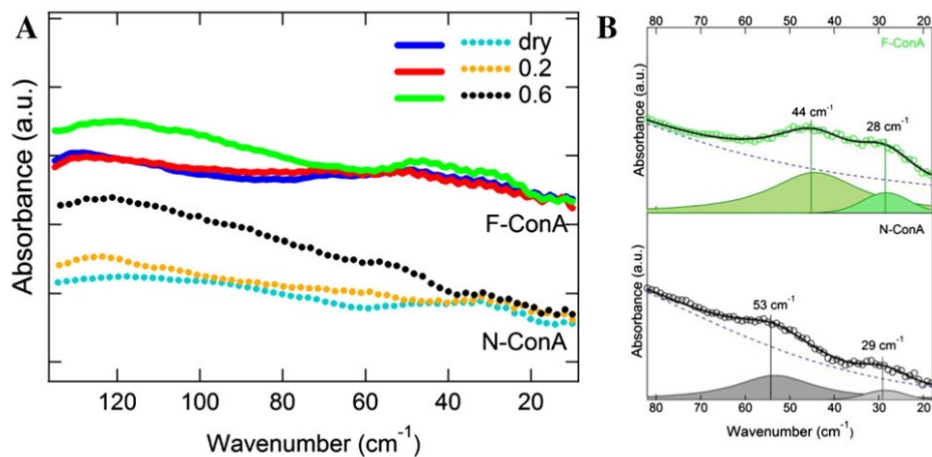 A
dry
0.2
0.6
F-ConA
N-ConA
Absorbance (a.u.)
120 100 80 60 40 20
Wavenumber (cm⁻¹)
B
80 70 60 50 40 30 20
F-ConA
44 cm⁻¹
28 cm⁻¹
Absorbance (a.u.)
N-ConA
53 cm⁻¹
29 cm⁻¹
Absorbance (a.u.)
80 70 60 50 40 30 20
Wavenumber (cm⁻¹)